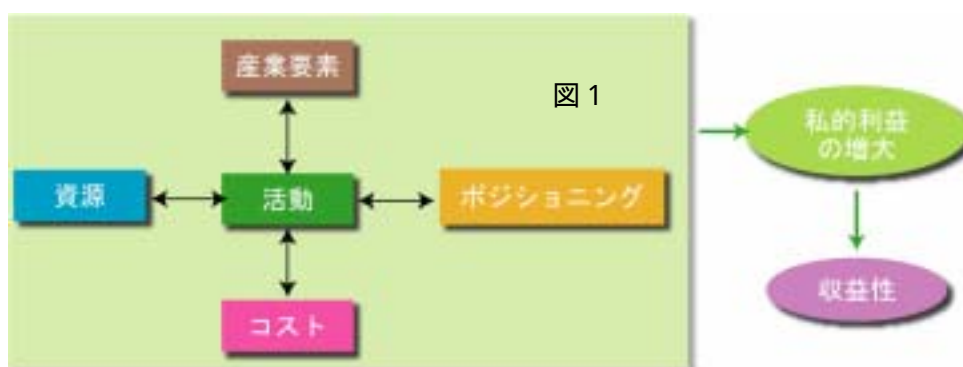 産業要素
図 1
私的利益
の増大
資源
活動
ポジショニング
収益性
コスト